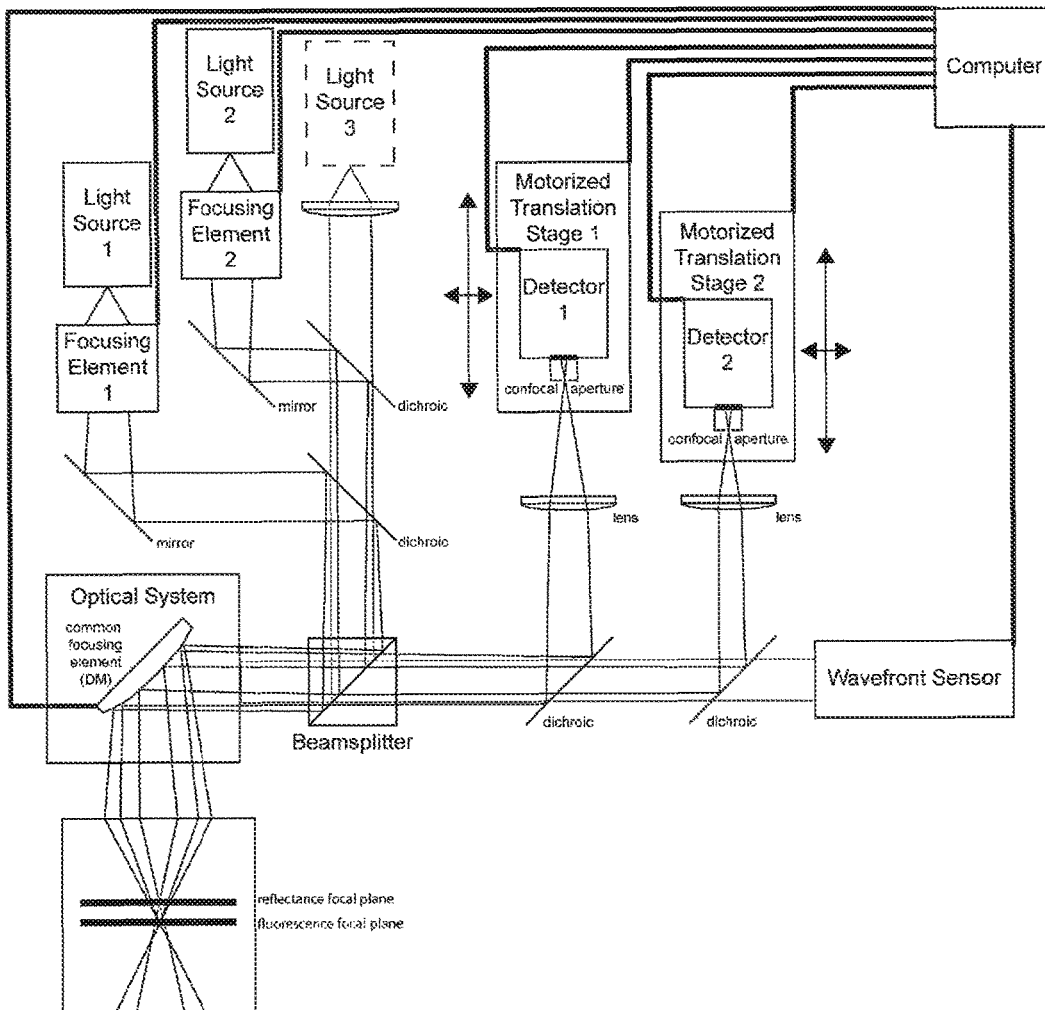 Computer
Light
Source
2
Light
Source
3
Light
Source
1
Focusing
Element
2
Focusing
Element
1
Motorized
Translation
Stage 1
Detector
1
confocal aperture
Motorized
Translation
Stage 2
Detector
2
confocal aperture
mirror
dichroic
mirror
dichroic
lens
lens
Optical System
common
focusing
element
(DM)
Beamsplitter
dichroic
dichroic
Wavefront Sensor
reflectance focal plane
fluorescence focal plane